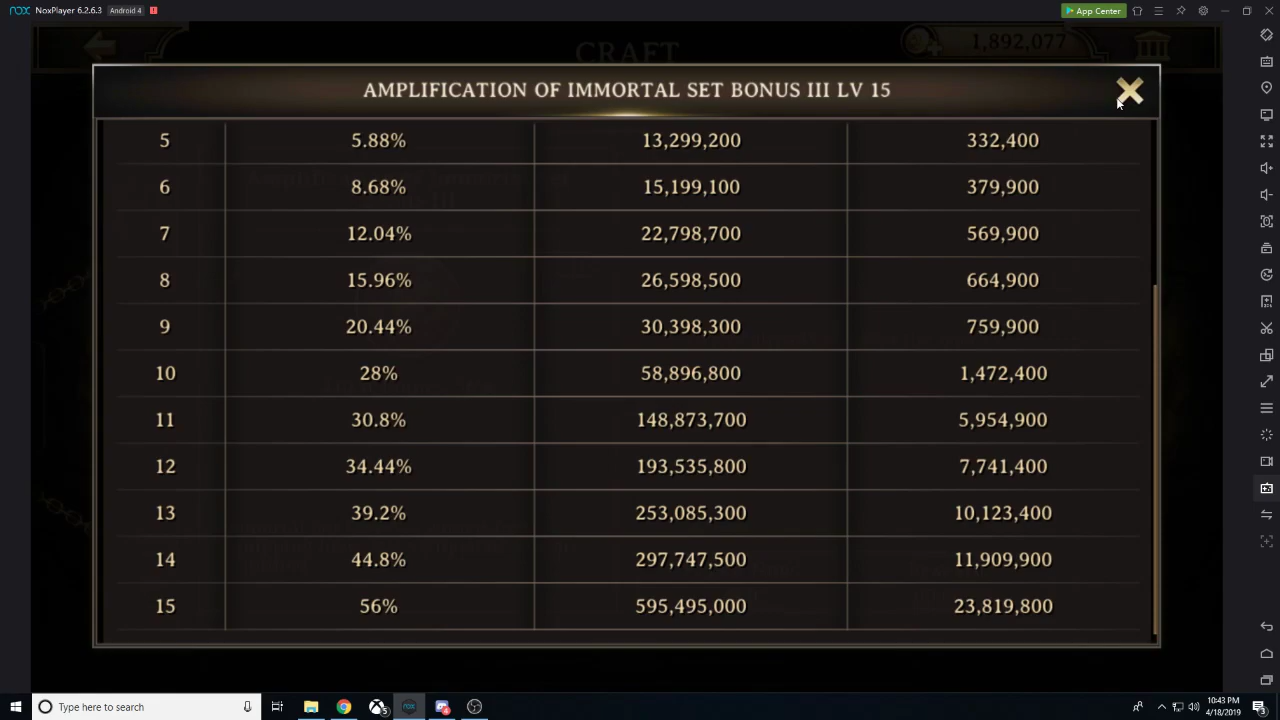 NoxPlayer 6.2.6.3 Android 4
App Center
CRAFT
1,892,077
AMPLIFICATION OF IMMORTAL SET BONUS III LV 15
5 5.88% 13,299,200 332,400
6 8.68% 15,199,100 379,900
7 12.04% 22,798,700 569,900
8 15.96% 26,598,500 664,900
9 20.44% 30,398,300 759,900
10 28% 58,896,800 1,472,400
11 30.8% 148,873,700 5,954,900
12 34.44% 193,535,800 7,741,400
13 39.2% 253,085,300 10,123,400
14 44.8% 297,747,500 11,909,900
15 56% 595,495,000 23,819,800
Type here to search
10:43 PM
4/18/2019